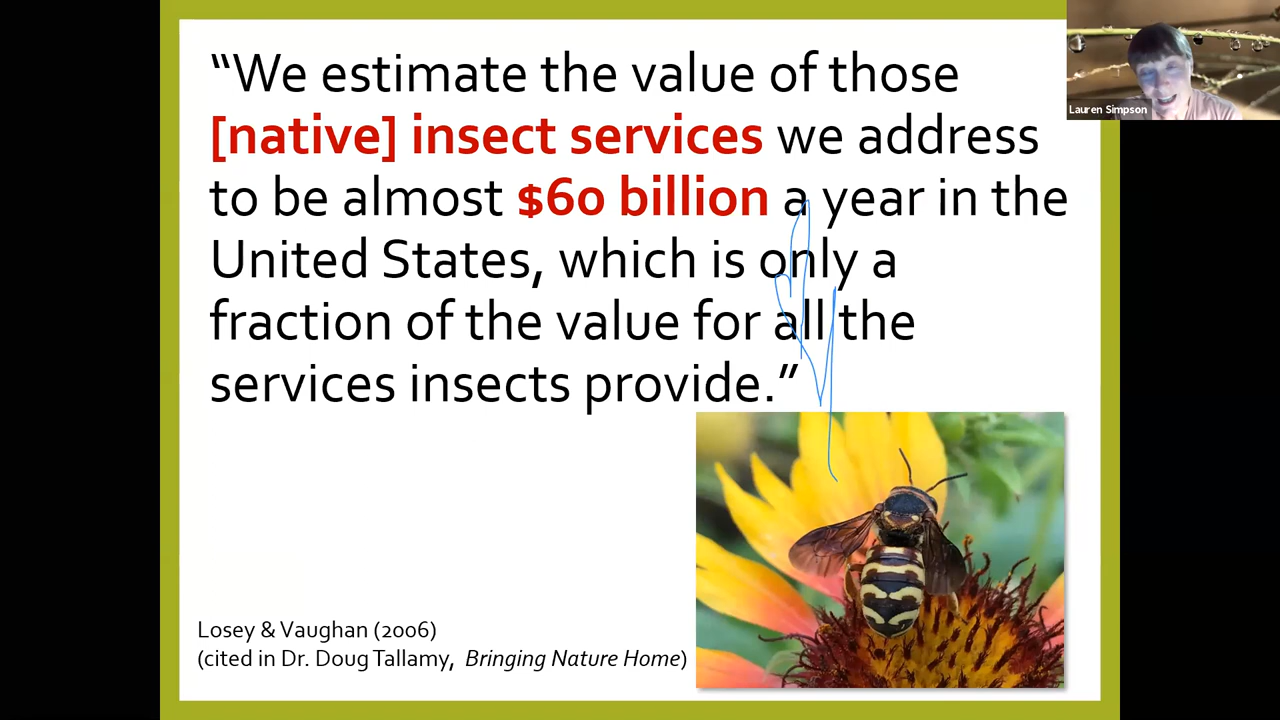 “We estimate the value of those
[native] insect services we address
to be almost $60 billion a year in the
United States, which is only a
fraction of the value for all the
services insects provide.”
Losey & Vaughan (2006)
(cited in Dr. Doug Tallamy, Bringing Nature Home)
Lauren Simpson